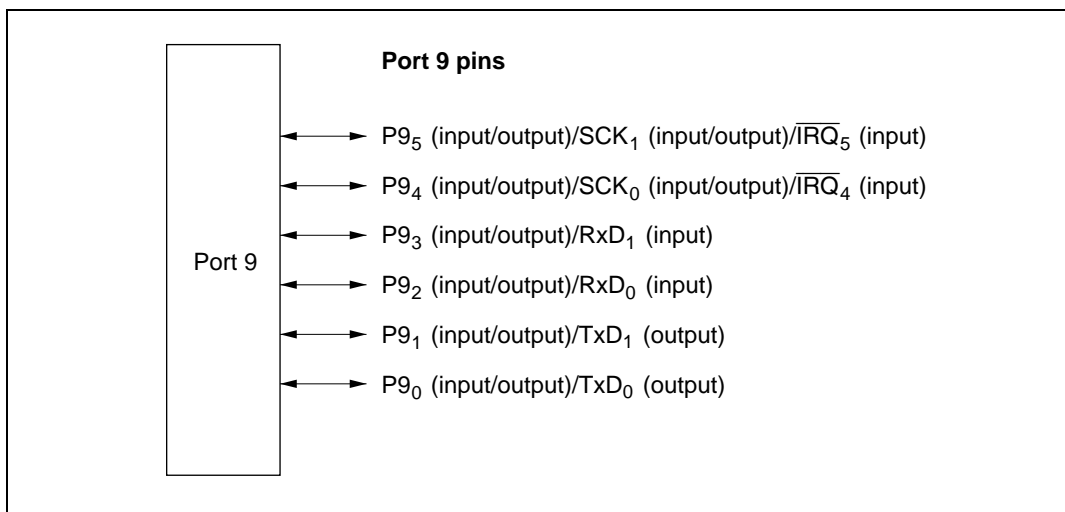 Port 9 pins
P9₅ (input/output)/SCK₁ (input/output)/I̅R̅Q̅₅ (input)
P9₄ (input/output)/SCK₀ (input/output)/I̅R̅Q̅₄ (input)
P9₃ (input/output)/RxD₁ (input)
Port 9
P9₂ (input/output)/RxD₀ (input)
P9₁ (input/output)/TxD₁ (output)
P9₀ (input/output)/TxD₀ (output)